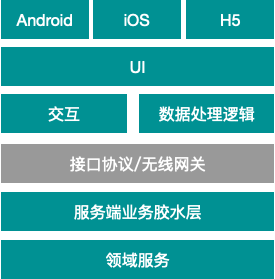 Android iOS H5
UI
交互 数据处理逻辑
接口协议/无线网关
服务端业务胶水层
领域服务